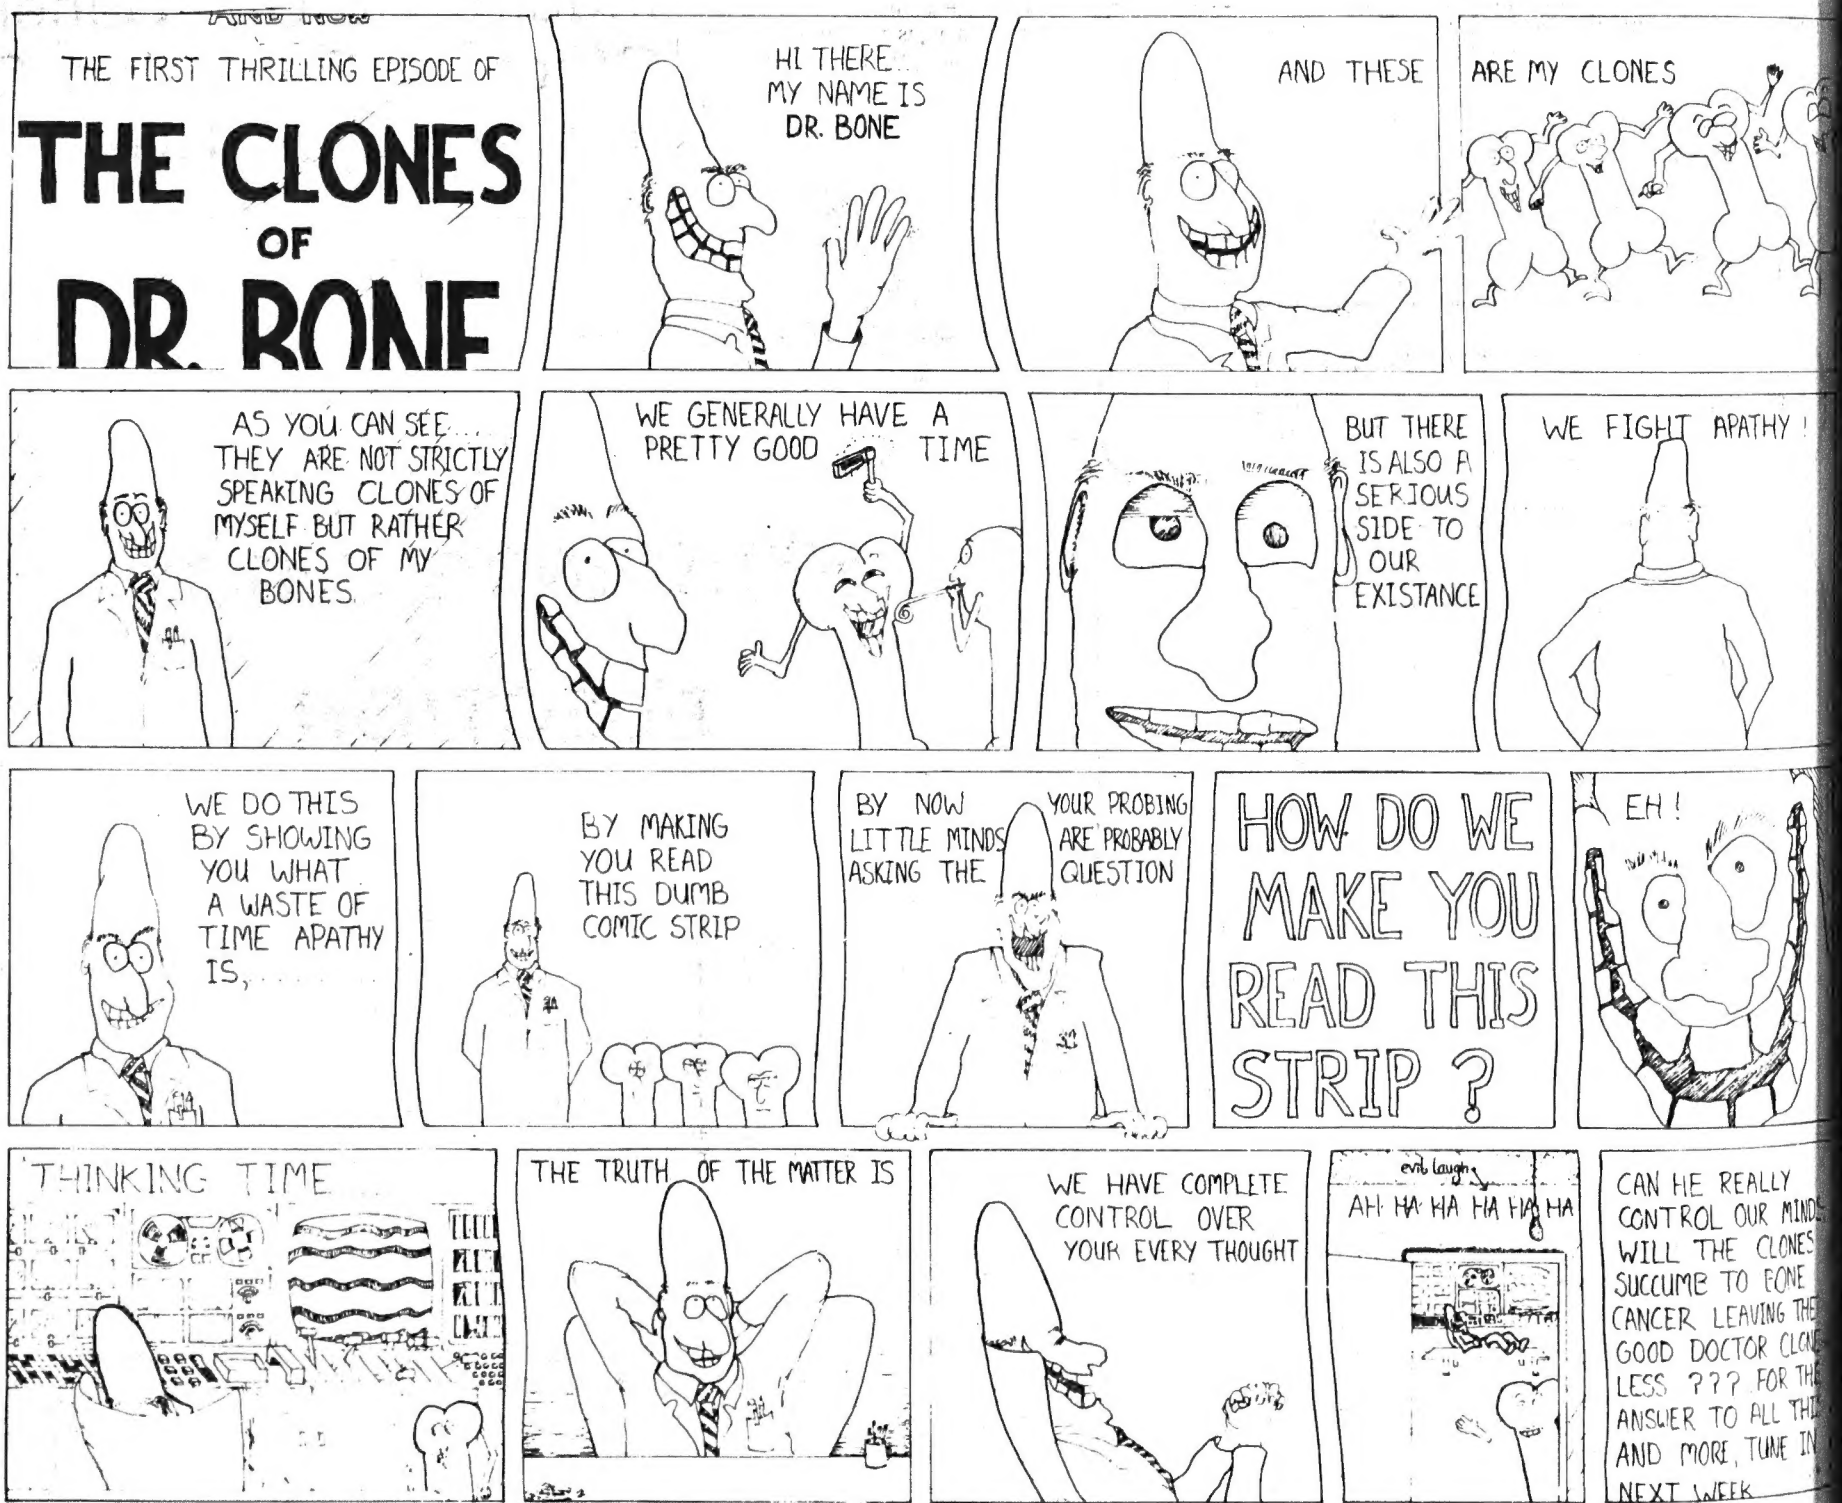 AND NOW
THE FIRST THRILLING EPISODE OF
THE CLONES
OF
DR. BONE
HI THERE
MY NAME IS
DR. BONE
AND THESE
ARE MY CLONES
AS YOU CAN SEE...
THEY ARE NOT STRICTLY
SPEAKING CLONES OF
MYSELF BUT RATHER
CLONES OF MY
BONES.
WE GENERALLY HAVE A
PRETTY GOOD TIME
BUT THERE
IS ALSO A
SERIOUS
SIDE TO
OUR
EXISTANCE
WE FIGHT APATHY!
WE DO THIS
BY SHOWING
YOU WHAT
A WASTE OF
TIME APATHY
IS,........
BY MAKING
YOU READ
THIS DUMB
COMIC STRIP
BY NOW YOUR PROBING
LITTLE MINDS ARE PROBABLY
ASKING THE QUESTION
HOW DO WE
MAKE YOU
READ THIS
STRIP?
EH!
THINKING TIME
THE TRUTH OF THE MATTER IS
WE HAVE COMPLETE
CONTROL OVER
YOUR EVERY THOUGHT
evil laugh
AH HA HA HA HA HA
CAN HE REALLY
CONTROL OUR MINDS
WILL THE CLONES
SUCCUMB TO BONE
CANCER LEAVING THE
GOOD DOCTOR CLONE
LESS ??? FOR THE
ANSWER TO ALL THIS
AND MORE, TUNE IN
NEXT WEEK